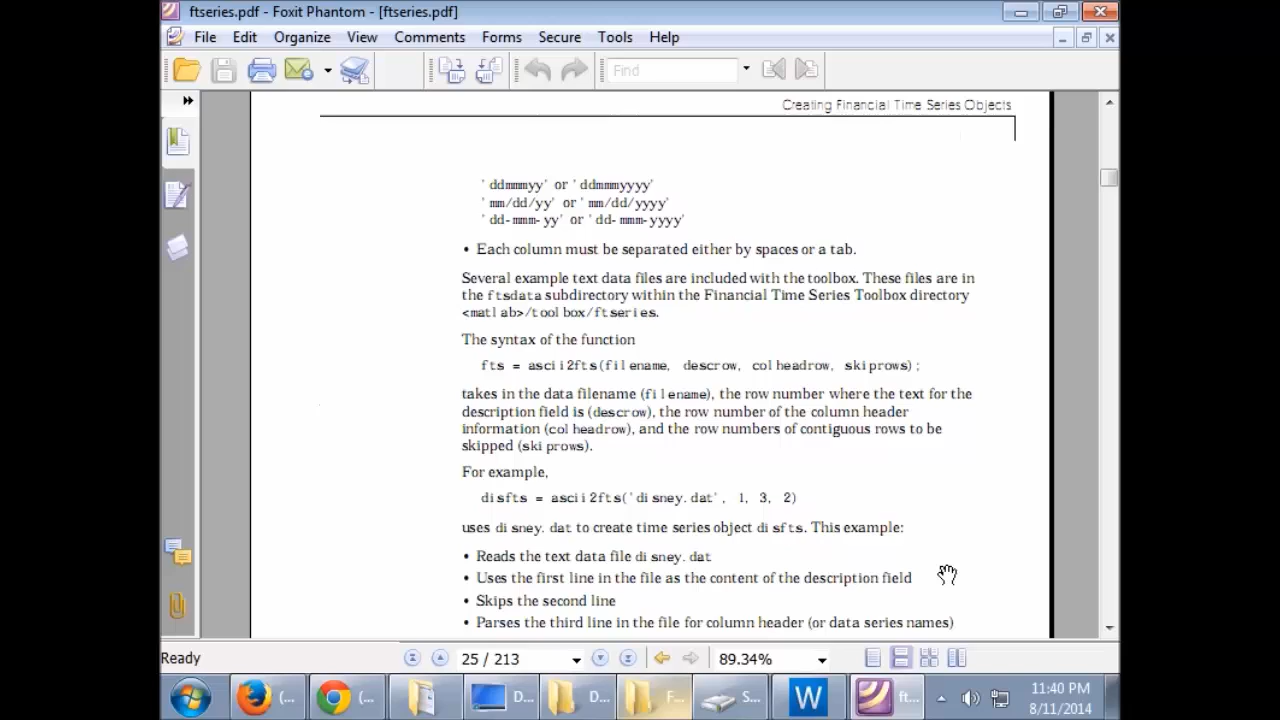 ftseries.pdf - Foxit Phantom - [ftseries.pdf]
File Edit Organize View Comments Forms Secure Tools Help
Find
Creating Financial Time Series Objects
'ddmmmyy' or 'ddmmmyyyy'
'mm/dd/yy' or 'mm/dd/yyyy'
'dd-mmm-yy' or 'dd-mmm-yyyy'
• Each column must be separated either by spaces or a tab.
Several example text data files are included with the toolbox. These files are in
the ftsdata subdirectory within the Financial Time Series Toolbox directory
<matlab>/toolbox/ftseries.
The syntax of the function
fts = ascii2fts(filename, descrow, colheadrow, skiprows);
takes in the data filename (filename), the row number where the text for the
description field is (descrow), the row number of the column header
information (colheadrow), and the row numbers of contiguous rows to be
skipped (skiprows).
For example,
disfts = ascii2fts('disney.dat', 1, 3, 2)
uses disney.dat to create time series object disfts. This example:
• Reads the text data file disney.dat
• Uses the first line in the file as the content of the description field
• Skips the second line
• Parses the third line in the file for column header (or data series names)
Ready 25 / 213 89.34%
(... (... D... D... F... S... W ft...
11:40 PM
8/11/2014